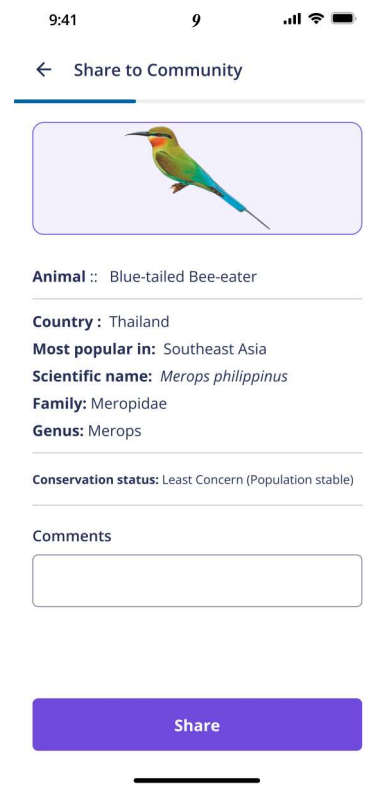 9:41
9
Share to Community
Animal :: Blue-tailed Bee-eater
Country : Thailand
Most popular in: Southeast Asia
Scientific name: Merops philippinus
Family: Meropidae
Genus: Merops
Conservation status: Least Concern (Population stable)
Comments
Share